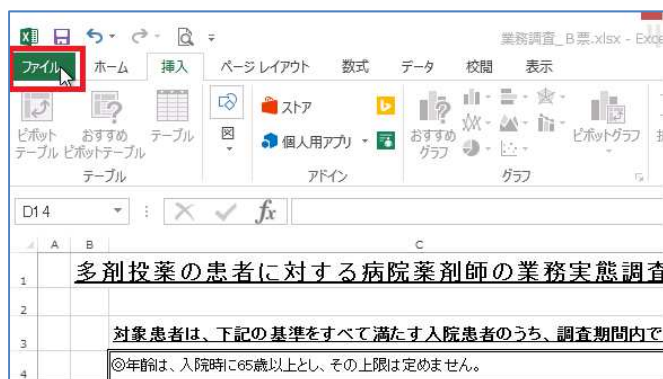 業務調査_B票.xlsx - Exce
ファイル ホーム 挿入 ページ レイアウト 数式 データ 校閲 表示
ピボット
テーブル
おすすめ
ピボットテーブル
テーブル
図
ストア
個人用アプリ
おすすめ
グラフ
ピボットグラフ
テーブル
アドイン
グラフ
D14
fx
A B C
1 多剤投薬の患者に対する病院薬剤師の業務実態調査
2
3 対象患者は、下記の基準をすべて満たす入院患者のうち、調査期間内で
4 ◎年齢は、入院時に65歳以上とし、その上限は定めません。